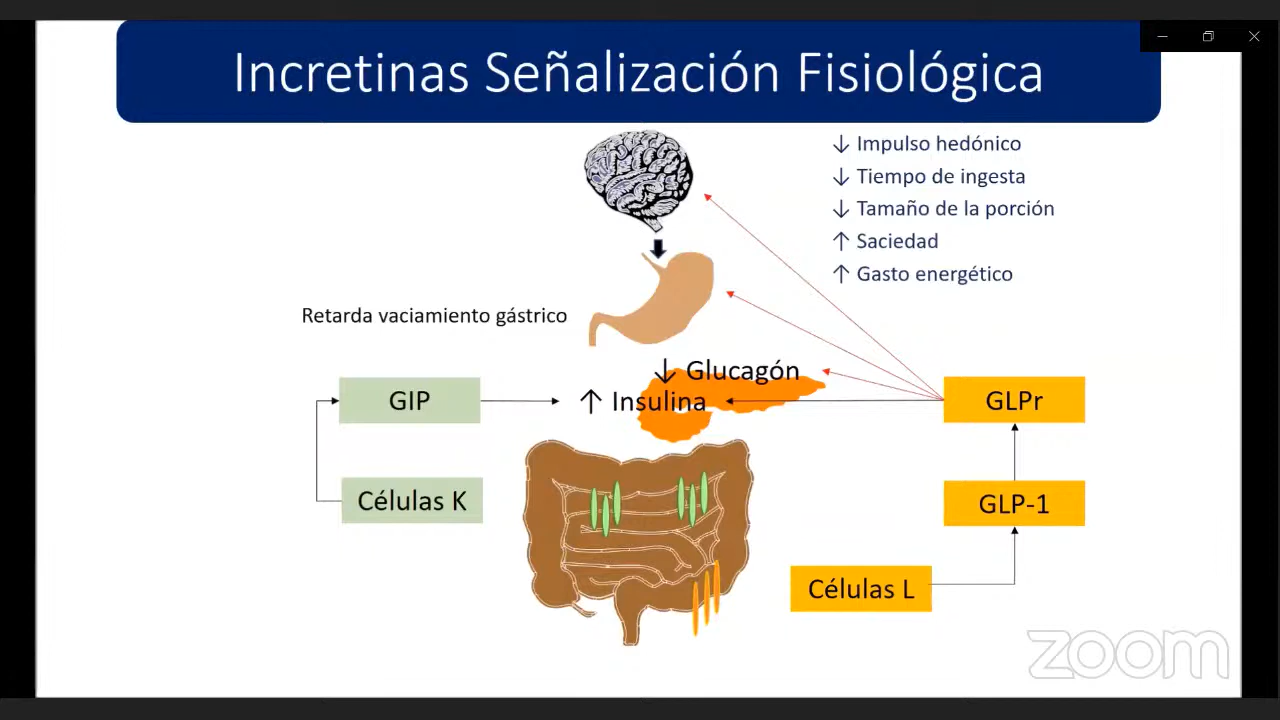 Incretinas Señalización Fisiológica
↓ Impulso hedónico
↓ Tiempo de ingesta
↓ Tamaño de la porción
↑ Saciedad
↑ Gasto energético
Retarda vaciamiento gástrico
↓ Glucagón
GIP
↑ Insulina
GLPr
Células K
GLP-1
Células L
zoom